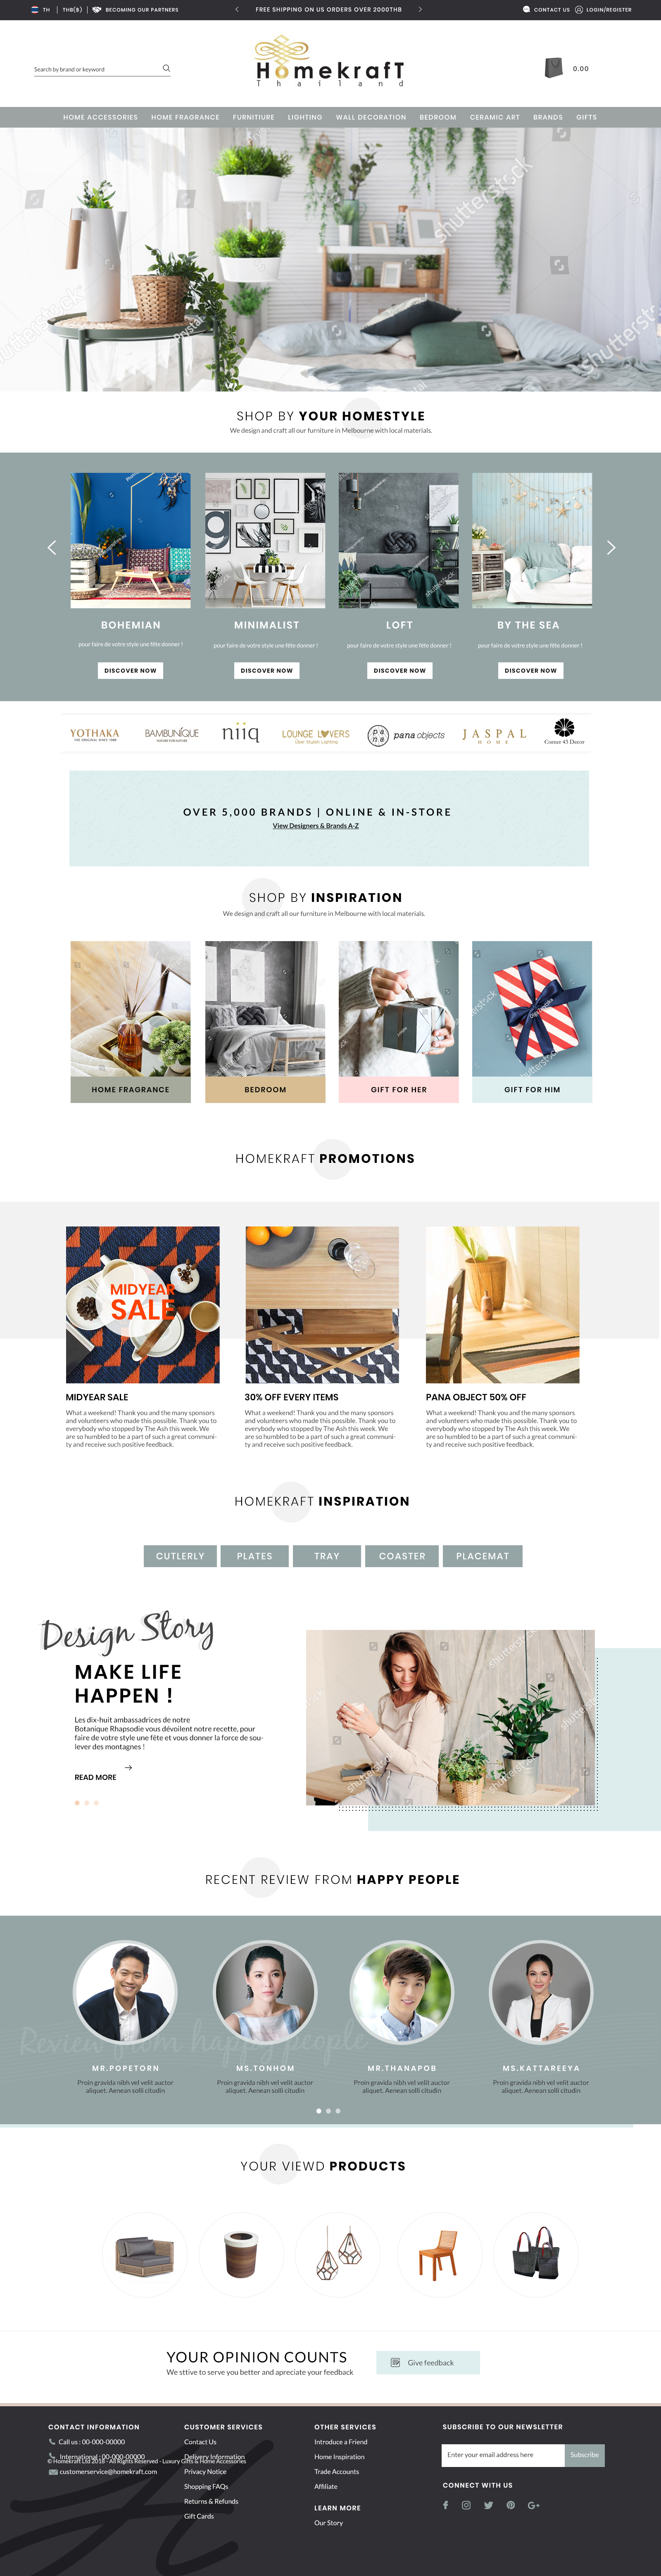 TH | THB(฿) | BECOMING OUR PARTNERS
FREE SHIPPING ON US ORDERS OVER 2000THB
CONTACT US LOGIN/REGISTER
Search by brand or keyword
Homekraft
Thailand
0.00
HOME ACCESSORIES HOME FRAGRANCE FURNITIURE LIGHTING WALL DECORATION BEDROOM CERAMIC ART BRANDS GIFTS
shutterstock
SHOP BY YOUR HOMESTYLE
We design and craft all our furniture in Melbourne with local materials.
BOHEMIAN
pour faire de votre style une fête donner !
DISCOVER NOW
MINIMALIST
pour faire de votre style une fête donner !
DISCOVER NOW
LOFT
pour faire de votre style une fête donner !
DISCOVER NOW
BY THE SEA
pour faire de votre style une fête donner !
DISCOVER NOW
YOTHAKA
THE ORIGINAL SINCE 1989
BAMBUNIQUE
niiq
LOUNGE LOVERS
Uber Stylish Lighting
pana
pana objects
JASPAL
HOME
Corner 43 Decor
OVER 5,000 BRANDS | ONLINE & IN-STORE
View Designers & Brands A-Z
SHOP BY INSPIRATION
We design and craft all our furniture in Melbourne with local materials.
HOME FRAGRANCE
BEDROOM
GIFT FOR HER
GIFT FOR HIM
HOMEKRAFT PROMOTIONS
MIDYEAR
SALE
MIDYEAR SALE
What a weekend! Thank you and the many sponsors
and volunteers who made this possible. Thank you to
everybody who stopped by The Ash this week. We
are so humbled to be a part of such a great communi-
ty and receive such positive feedback.
30% OFF EVERY ITEMS
What a weekend! Thank you and the many sponsors
and volunteers who made this possible. Thank you to
everybody who stopped by The Ash this week. We
are so humbled to be a part of such a great communi-
ty and receive such positive feedback.
PANA OBJECT 50% OFF
What a weekend! Thank you and the many sponsors
and volunteers who made this possible. Thank you to
everybody who stopped by The Ash this week. We
are so humbled to be a part of such a great communi-
ty and receive such positive feedback.
HOMEKRAFT INSPIRATION
CUTLERLY PLATES TRAY COASTER PLACEMAT
Design Story
MAKE LIFE
HAPPEN !
Les dix-huit ambassadrices de notre
Botanique Rhapsodie vous dévoilent notre recette, pour
faire de votre style une fête et vous donner la force de sou-
lever des montagnes !
READ MORE
RECENT REVIEW FROM HAPPY PEOPLE
Review from happy people
MR.POPETORN
Proin gravida nibh vel velit auctor
aliquet. Aenean solli citudin
MS.TONHOM
Proin gravida nibh vel velit auctor
aliquet. Aenean solli citudin
MR.THANAPOB
Proin gravida nibh vel velit auctor
aliquet. Aenean solli citudin
MS.KATTAREEYA
Proin gravida nibh vel velit auctor
aliquet. Aenean solli citudin
YOUR VIEWD PRODUCTS
YOUR OPINION COUNTS
We sttive to serve you better and apreciate your feedback
Give feedback
CONTACT INFORMATION
Call us : 00-000-00000
International : 00-000-00000
© Homekraft Ltd 2018 - All Rights Reserved - Luxury Gifts & Home Accessories
customerservice@homekraft.com
CUSTOMER SERVICES
Contact Us
Delivery Information
Privacy Notice
Shopping FAQs
Returns & Refunds
Gift Cards
OTHER SERVICES
Introduce a Friend
Home Inspiration
Trade Accounts
Affiliate
LEARN MORE
Our Story
SUBSCRIBE TO OUR NEWSLETTER
Enter your email address here
Subscribe
CONNECT WITH US